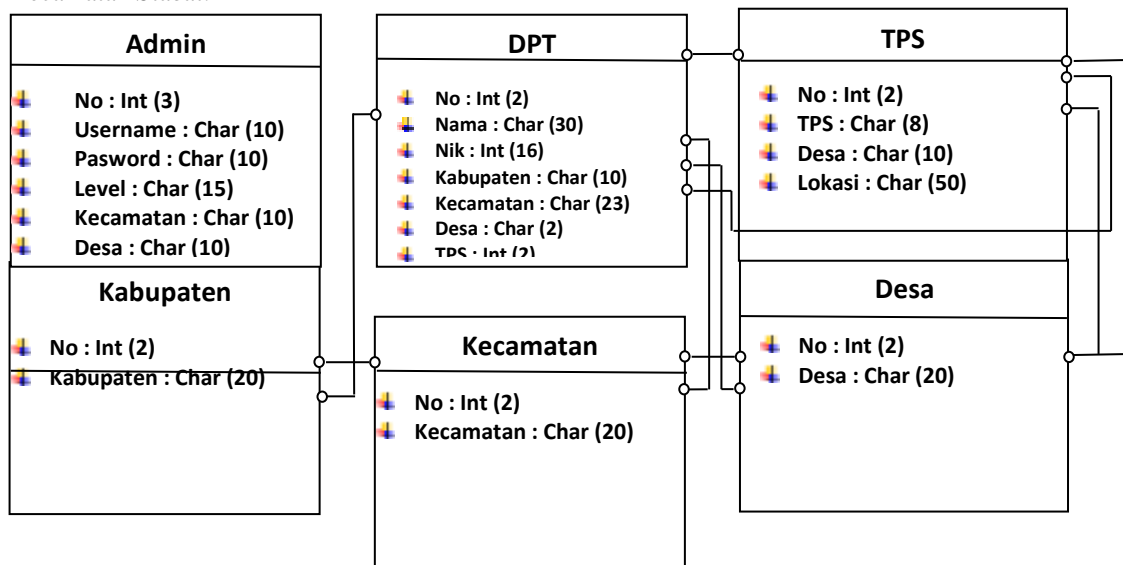 Admin
No : Int (3)
Username : Char (10)
Pasword : Char (10)
Level : Char (15)
Kecamatan : Char (10)
Desa : Char (10)
DPT
No : Int (2)
Nama : Char (30)
Nik : Int (16)
Kabupaten : Char (10)
Kecamatan : Char (23)
Desa : Char (2)
TPS : Int (2)
TPS
No : Int (2)
TPS : Char (8)
Desa : Char (10)
Lokasi : Char (50)
Kabupaten
No : Int (2)
Kabupaten : Char (20)
Kecamatan
No : Int (2)
Kecamatan : Char (20)
Desa
No : Int (2)
Desa : Char (20)